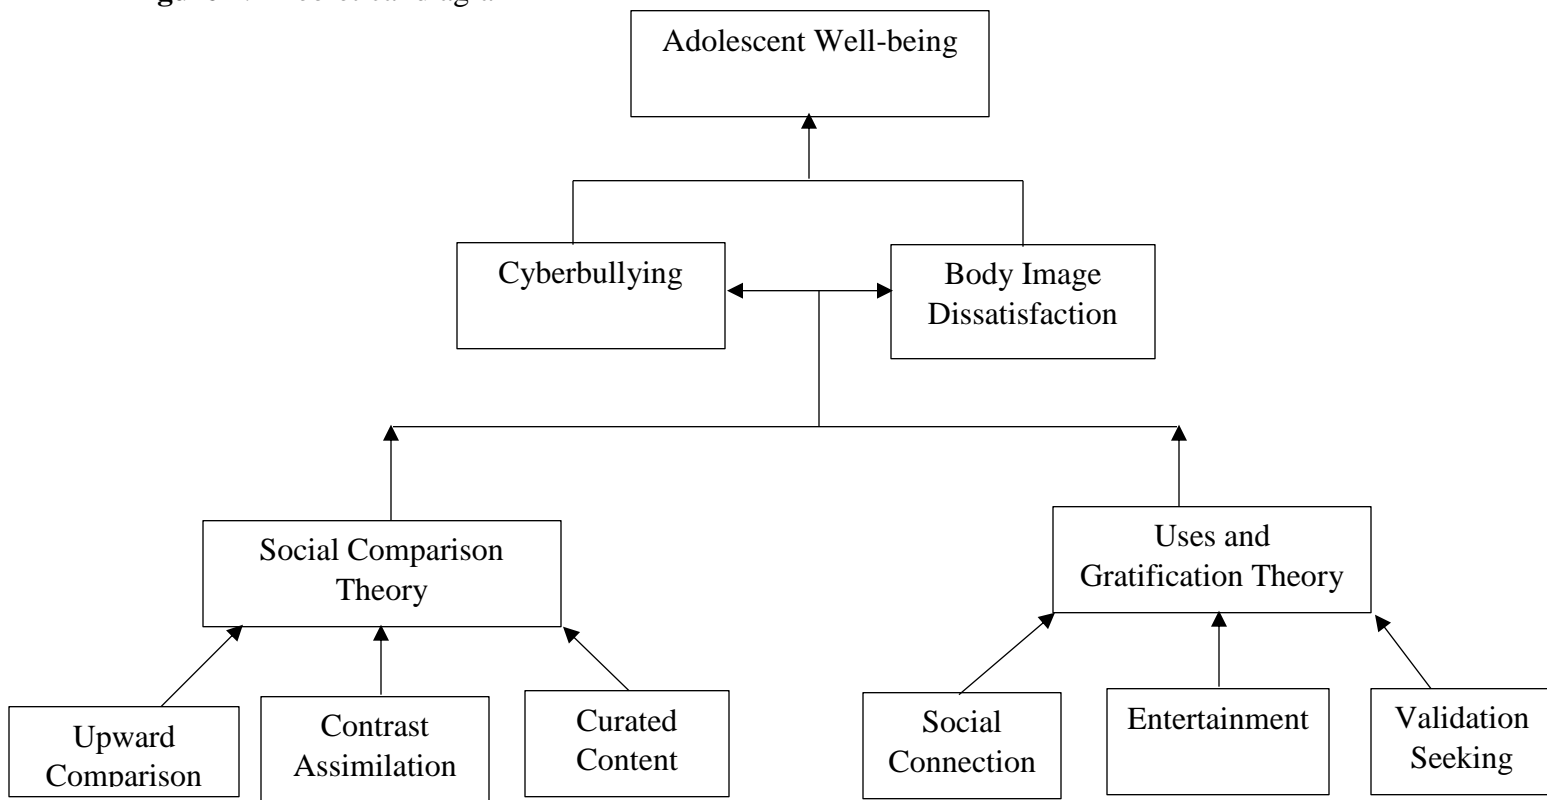 Adolescent Well-being
Cyberbullying
Body Image
Dissatisfaction
Social Comparison
Theory
Uses and
Gratification Theory
Upward
Comparison
Contrast
Assimilation
Curated
Content
Social
Connection
Entertainment
Validation
Seeking